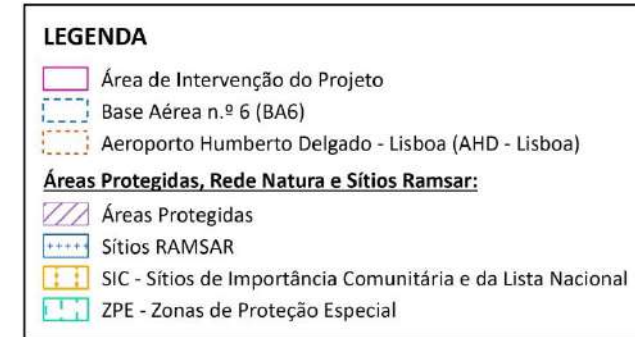 LEGENDA
Área de Intervenção do Projeto
Base Aérea n.º 6 (BA6)
Aeroporto Humberto Delgado - Lisboa (AHD - Lisboa)
Áreas Protegidas, Rede Natura e Sítios Ramsar:
Áreas Protegidas
Sítios RAMSAR
SIC - Sítios de Importância Comunitária e da Lista Nacional
ZPE - Zonas de Proteção Especial